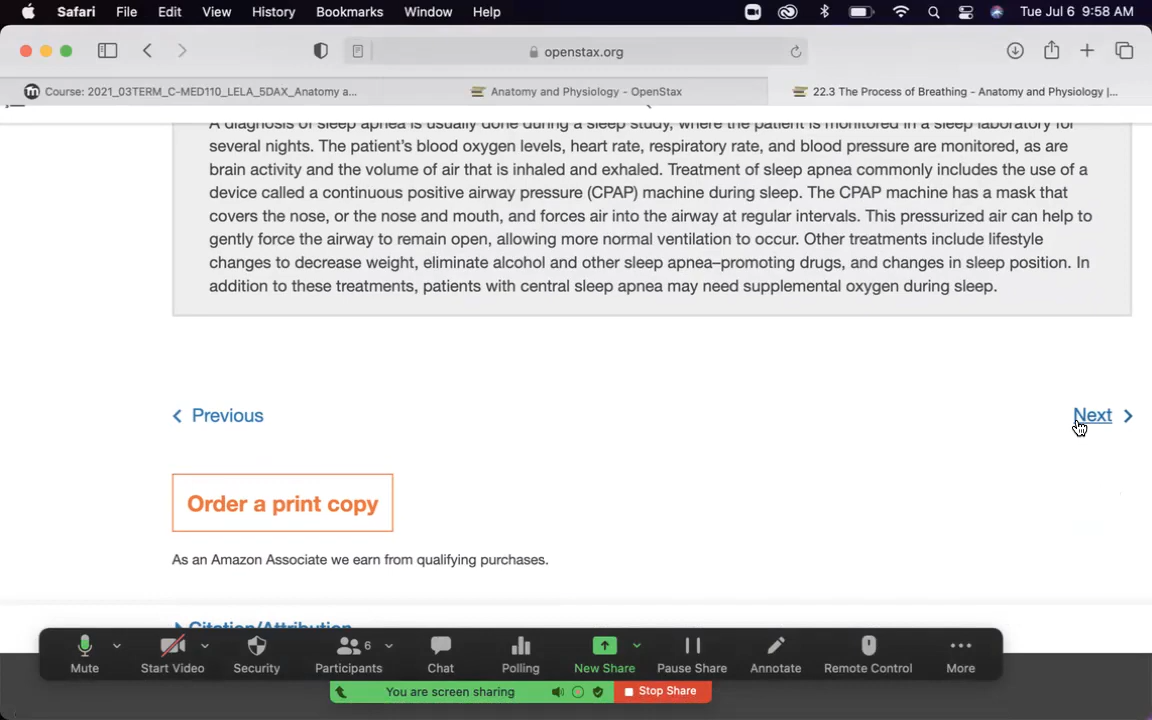 Safari File Edit View History Bookmarks Window Help Tue Jul 6 9:58 AM
openstax.org
Course: 2021_03TERM_C-MED110_LELA_5DAX_Anatomy a... Anatomy and Physiology - OpenStax 22.3 The Process of Breathing - Anatomy and Physiology |...
A diagnosis of sleep apnea is usually done during a sleep study, where the patient is monitored in a sleep laboratory for
several nights. The patient's blood oxygen levels, heart rate, respiratory rate, and blood pressure are monitored, as are
brain activity and the volume of air that is inhaled and exhaled. Treatment of sleep apnea commonly includes the use of a
device called a continuous positive airway pressure (CPAP) machine during sleep. The CPAP machine has a mask that
covers the nose, or the nose and mouth, and forces air into the airway at regular intervals. This pressurized air can help to
gently force the airway to remain open, allowing more normal ventilation to occur. Other treatments include lifestyle
changes to decrease weight, eliminate alcohol and other sleep apnea–promoting drugs, and changes in sleep position. In
addition to these treatments, patients with central sleep apnea may need supplemental oxygen during sleep.
Previous Next
Order a print copy
As an Amazon Associate we earn from qualifying purchases.
Citation/Attribution
6
Mute Start Video Security Participants Chat Polling New Share Pause Share Annotate Remote Control More
You are screen sharing Stop Share